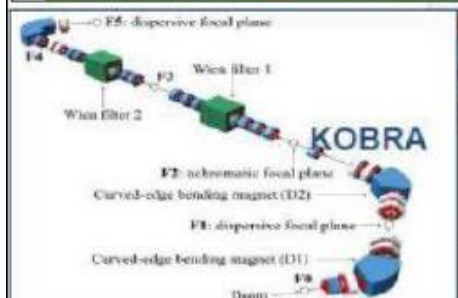 F5: dispersive focal plane
F4
F3
Wien filter 1
Wien filter 2
KOBRA
F2: achromatic focal plane
Curved-edge bending magnet (D2)
F1: dispersive focal plane
Curved-edge bending magnet (D1)
F0
Beam